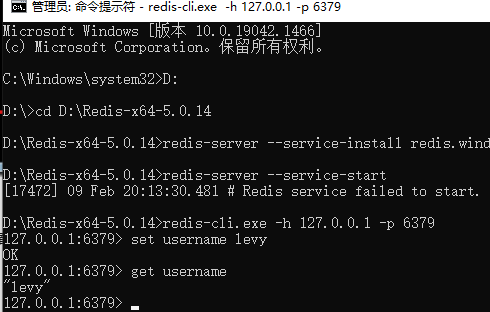 管理员: 命令提示符 - redis-cli.exe -h 127.0.0.1 -p 6379
Microsoft Windows [版本 10.0.19042.1466]
(c) Microsoft Corporation。保留所有权利。
C:\Windows\system32>D:
D:\>cd D:\Redis-x64-5.0.14
D:\Redis-x64-5.0.14>redis-server --service-install redis.wind
D:\Redis-x64-5.0.14>redis-server --service-start
[17472] 09 Feb 20:13:30.481 # Redis service failed to start.
D:\Redis-x64-5.0.14>redis-cli.exe -h 127.0.0.1 -p 6379
127.0.0.1:6379> set username levy
OK
127.0.0.1:6379> get username
"levy"
127.0.0.1:6379>